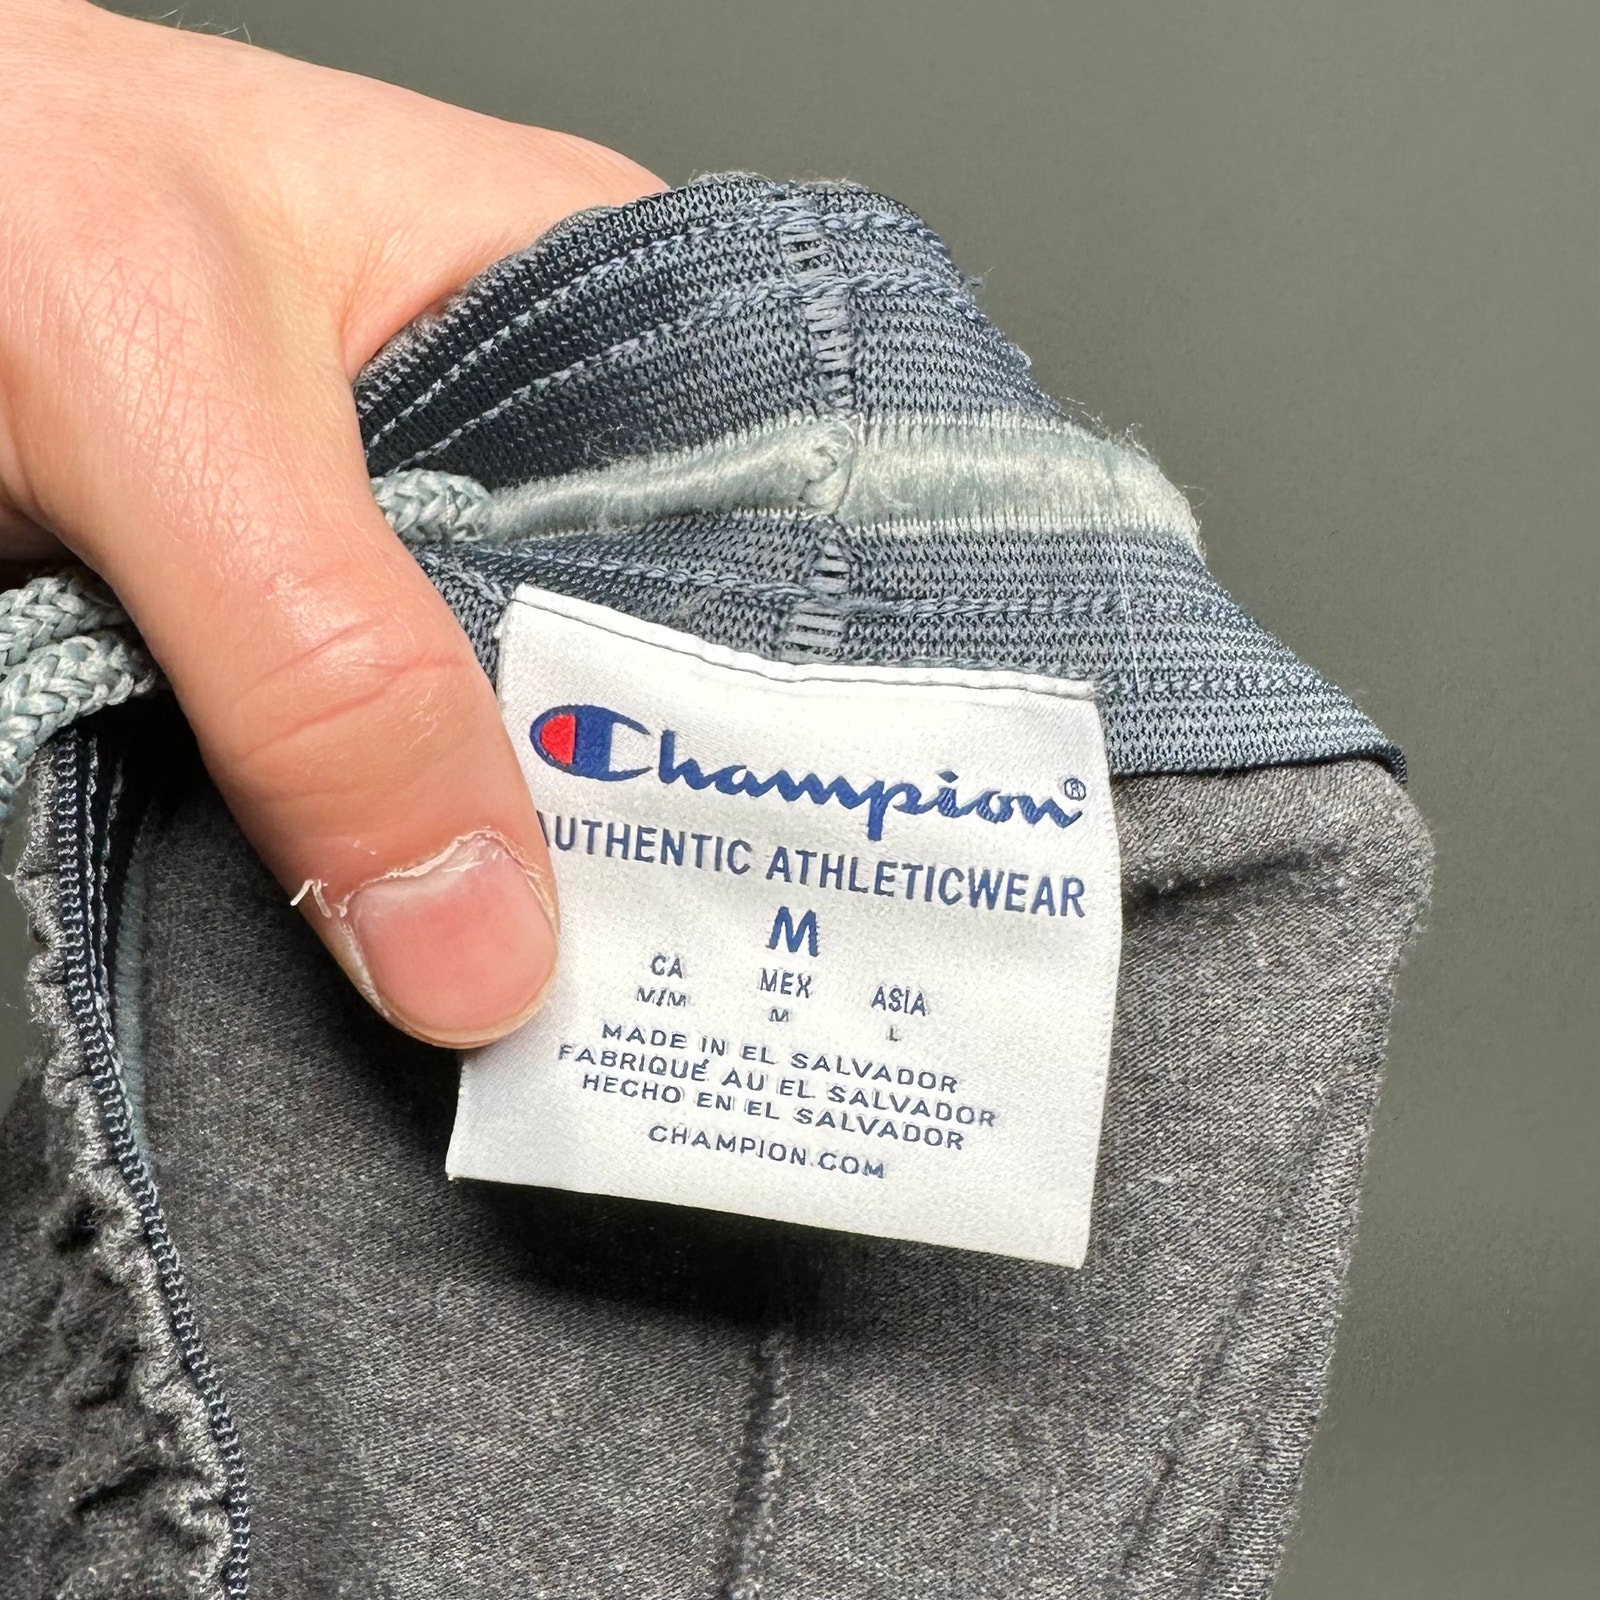 Champion®
AUTHENTIC ATHLETICWEAR
M
CA MEX ASIA
M/M M L
MADE IN EL SALVADOR
FABRIQUÉ AU EL SALVADOR
HECHO EN EL SALVADOR
CHAMPION.COM